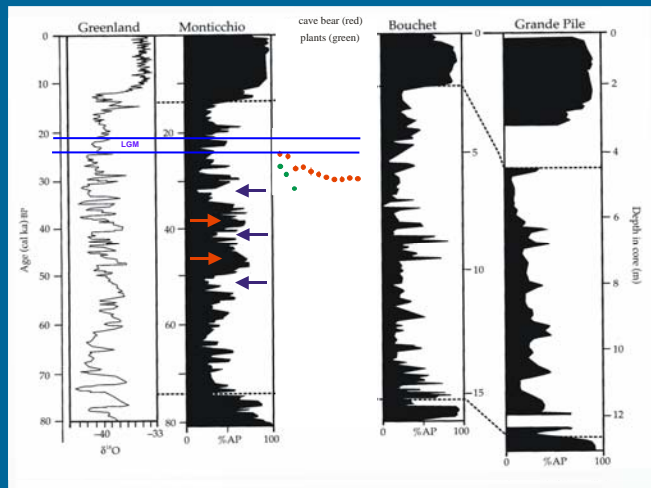 Greenland
Monticchio
cave bear (red)
plants (green)
Bouchet
Grande Pile
Age (cal ka) BP
0
10
20
30
40
50
60
70
80
−40
−33
δ¹⁸O
LGM
0
20
40
60
80
0
%AP
100
0
5
10
15
0
%AP
100
0
2
4
6
8
10
12
Depth in core (m)
0
%AP
100